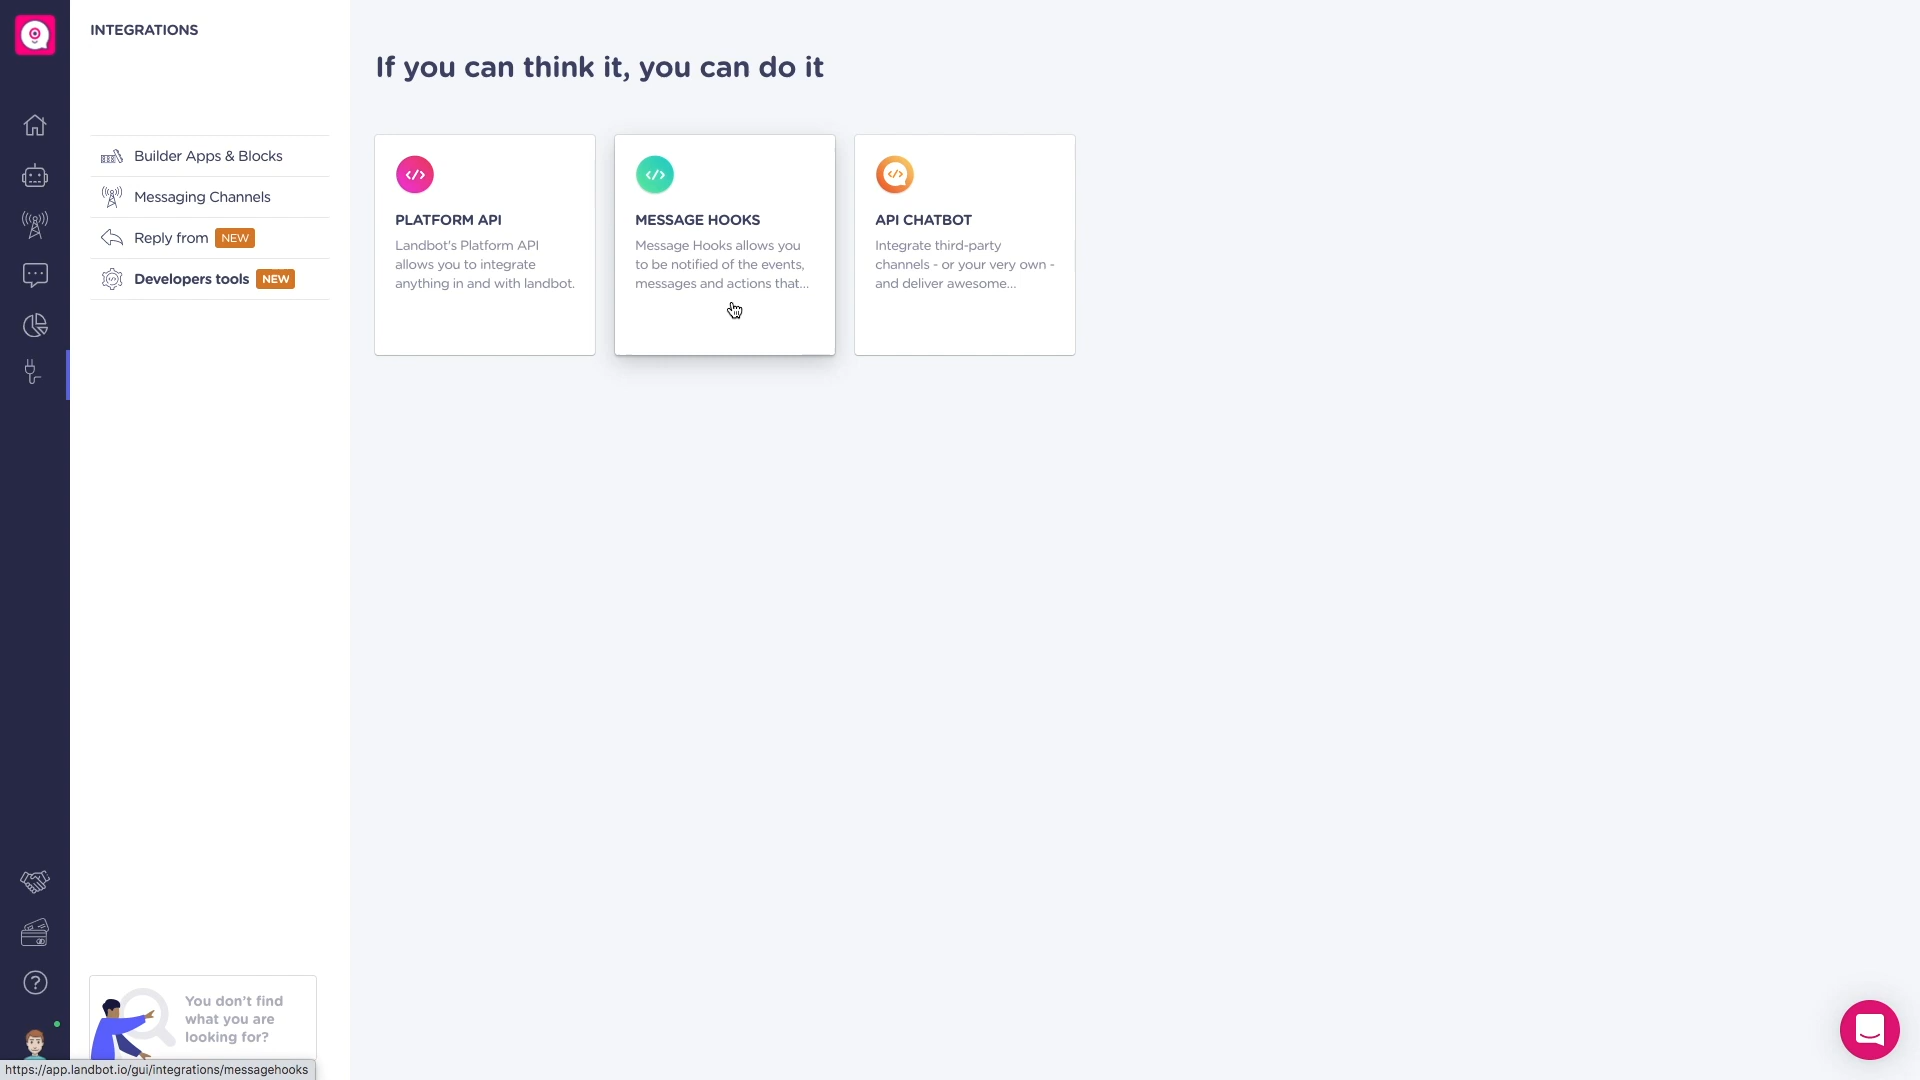 INTEGRATIONS
If you can think it, you can do it
Builder Apps & Blocks
Messaging Channels
Reply from NEW
Developers tools NEW
PLATFORM API
Landbot's Platform API
allows you to integrate
anything in and with landbot.
MESSAGE HOOKS
Message Hooks allows you
to be notified of the events,
messages and actions that...
API CHATBOT
Integrate third-party
channels - or your very own -
and deliver awesome...
You don't find
what you are
looking for?
https://app.landbot.io/gui/integrations/messagehooks